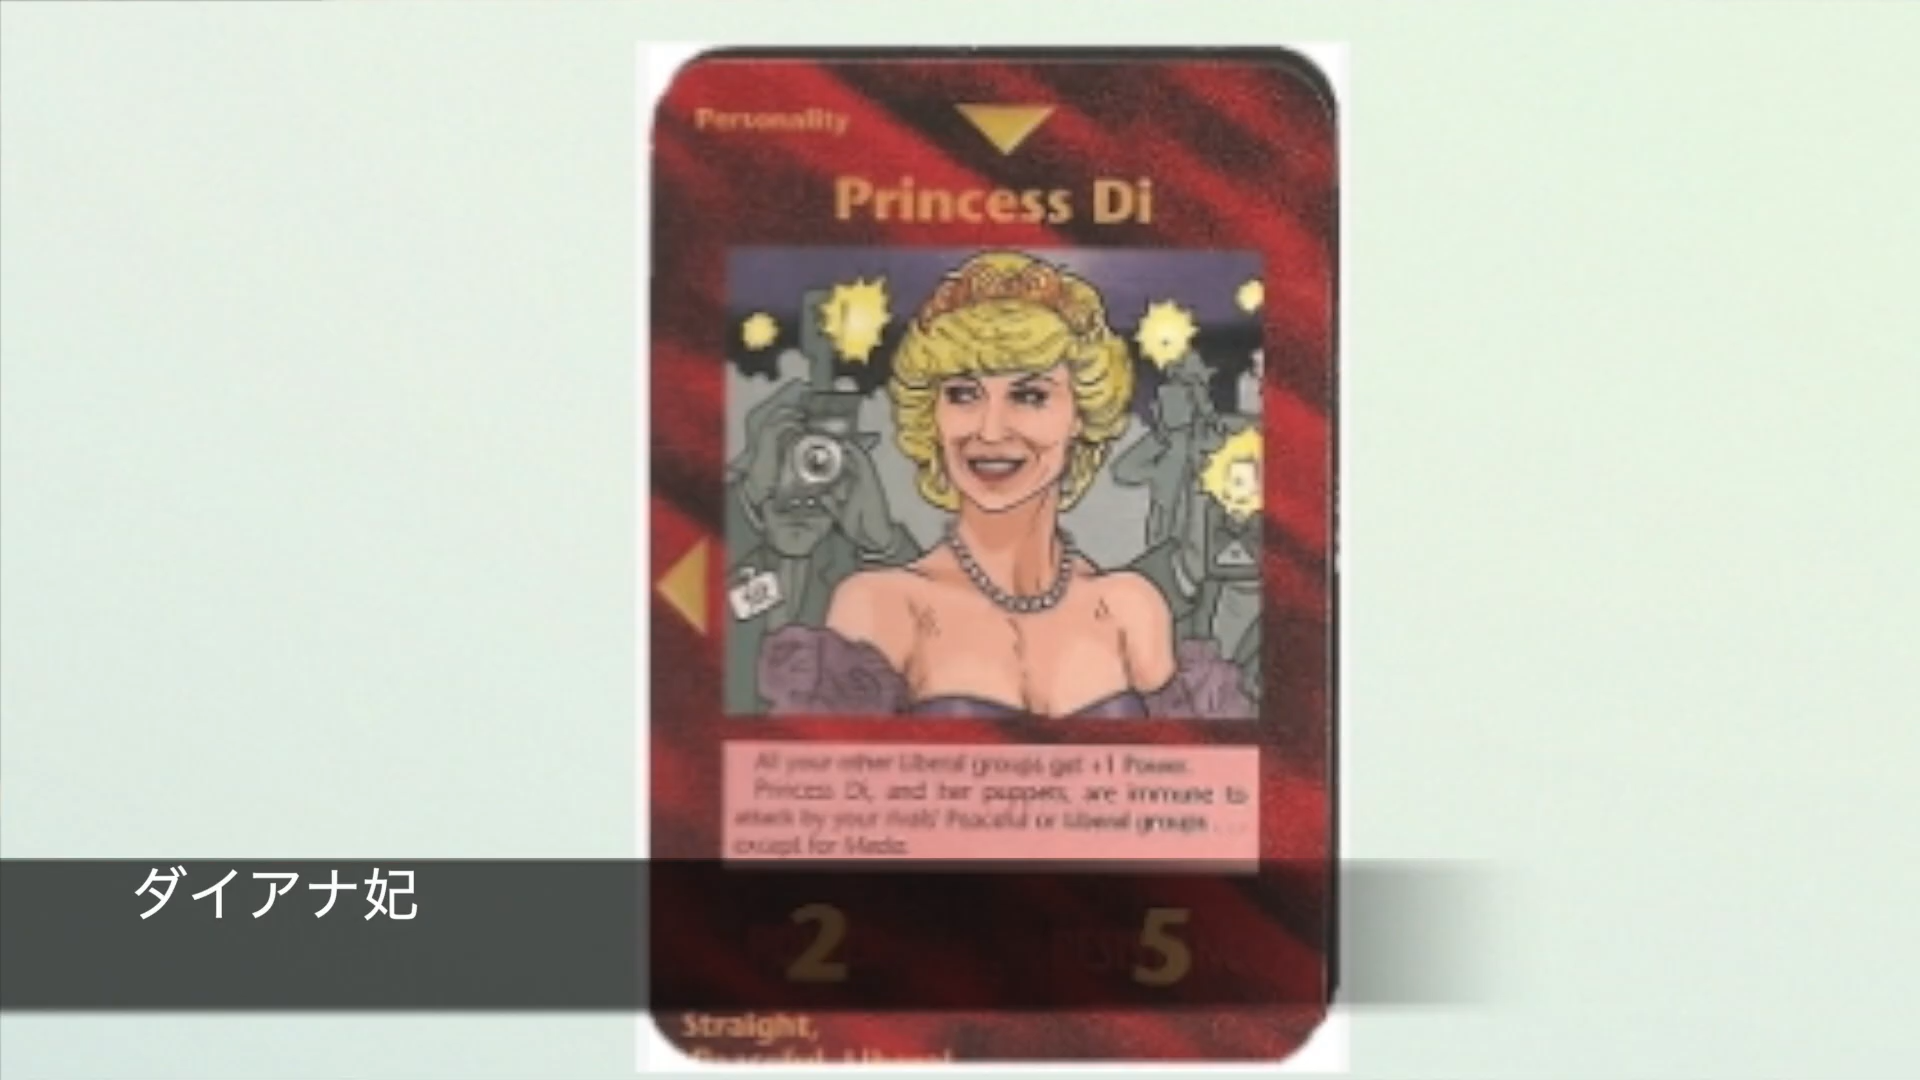 Personality
Princess Di
All your other Liberal groups get +1 Power.
Princess Di, and her puppets, are immune to
attack by your rivals' Peaceful or Liberal groups . . .
except for Media.
ダイアナ妃
2 5
Straight,
Peaceful, Liberal